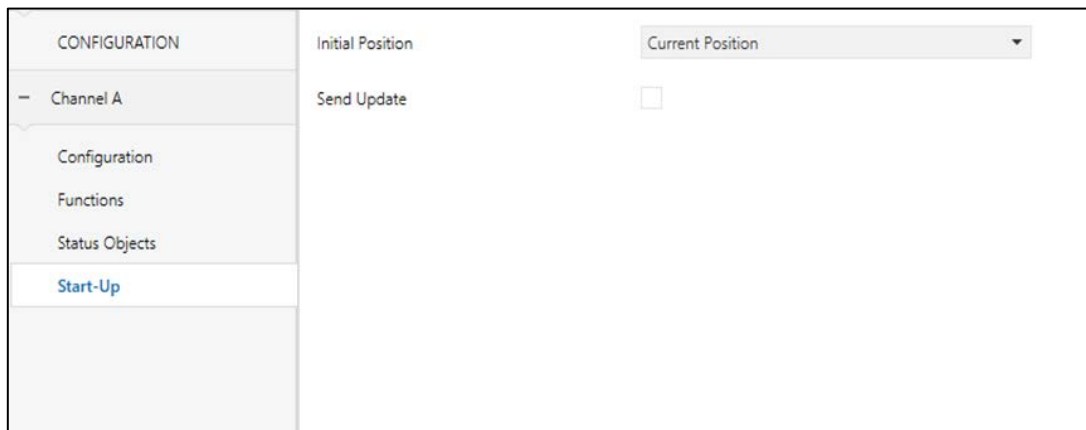 CONFIGURATION
Initial Position
Current Position
Channel A
Send Update
Configuration
Functions
Status Objects
Start-Up